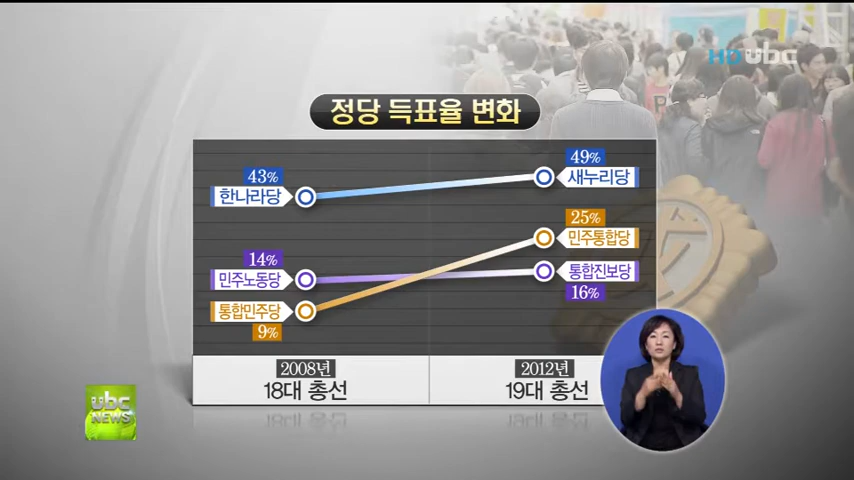 HD ubc
정당 득표율 변화
43%
한나라당
49%
새누리당
25%
민주통합당
14%
민주노동당
통합진보당
16%
통합민주당
9%
2008년
18대 총선
2012년
19대 총선
ubc
NEWS